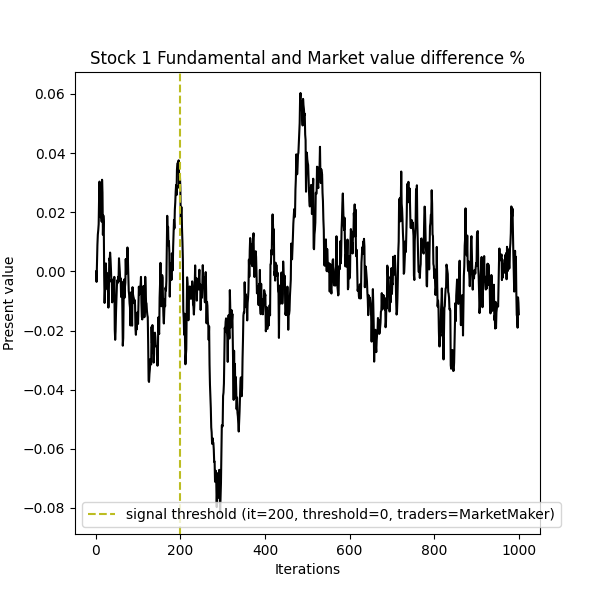 Stock 1 Fundamental and Market value difference %
0.06
0.04
0.02
0.00
−0.02
−0.04
−0.06
−0.08
Present value
signal threshold (it=200, threshold=0, traders=MarketMaker)
0 200 400 600 800 1000
Iterations